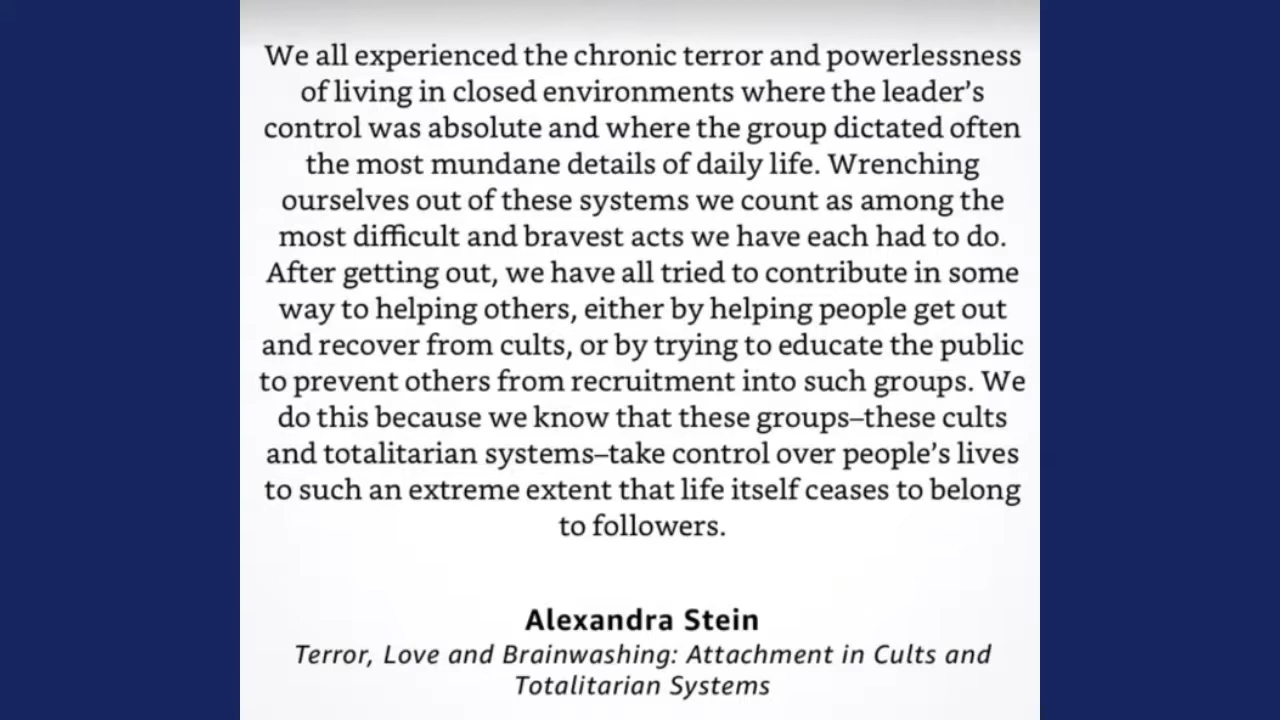 We all experienced the chronic terror and powerlessness
of living in closed environments where the leader’s
control was absolute and where the group dictated often
the most mundane details of daily life. Wrenching
ourselves out of these systems we count as among the
most difficult and bravest acts we have each had to do.
After getting out, we have all tried to contribute in some
way to helping others, either by helping people get out
and recover from cults, or by trying to educate the public
to prevent others from recruitment into such groups. We
do this because we know that these groups–these cults
and totalitarian systems–take control over people’s lives
to such an extreme extent that life itself ceases to belong
to followers.
Alexandra Stein
Terror, Love and Brainwashing: Attachment in Cults and
Totalitarian Systems